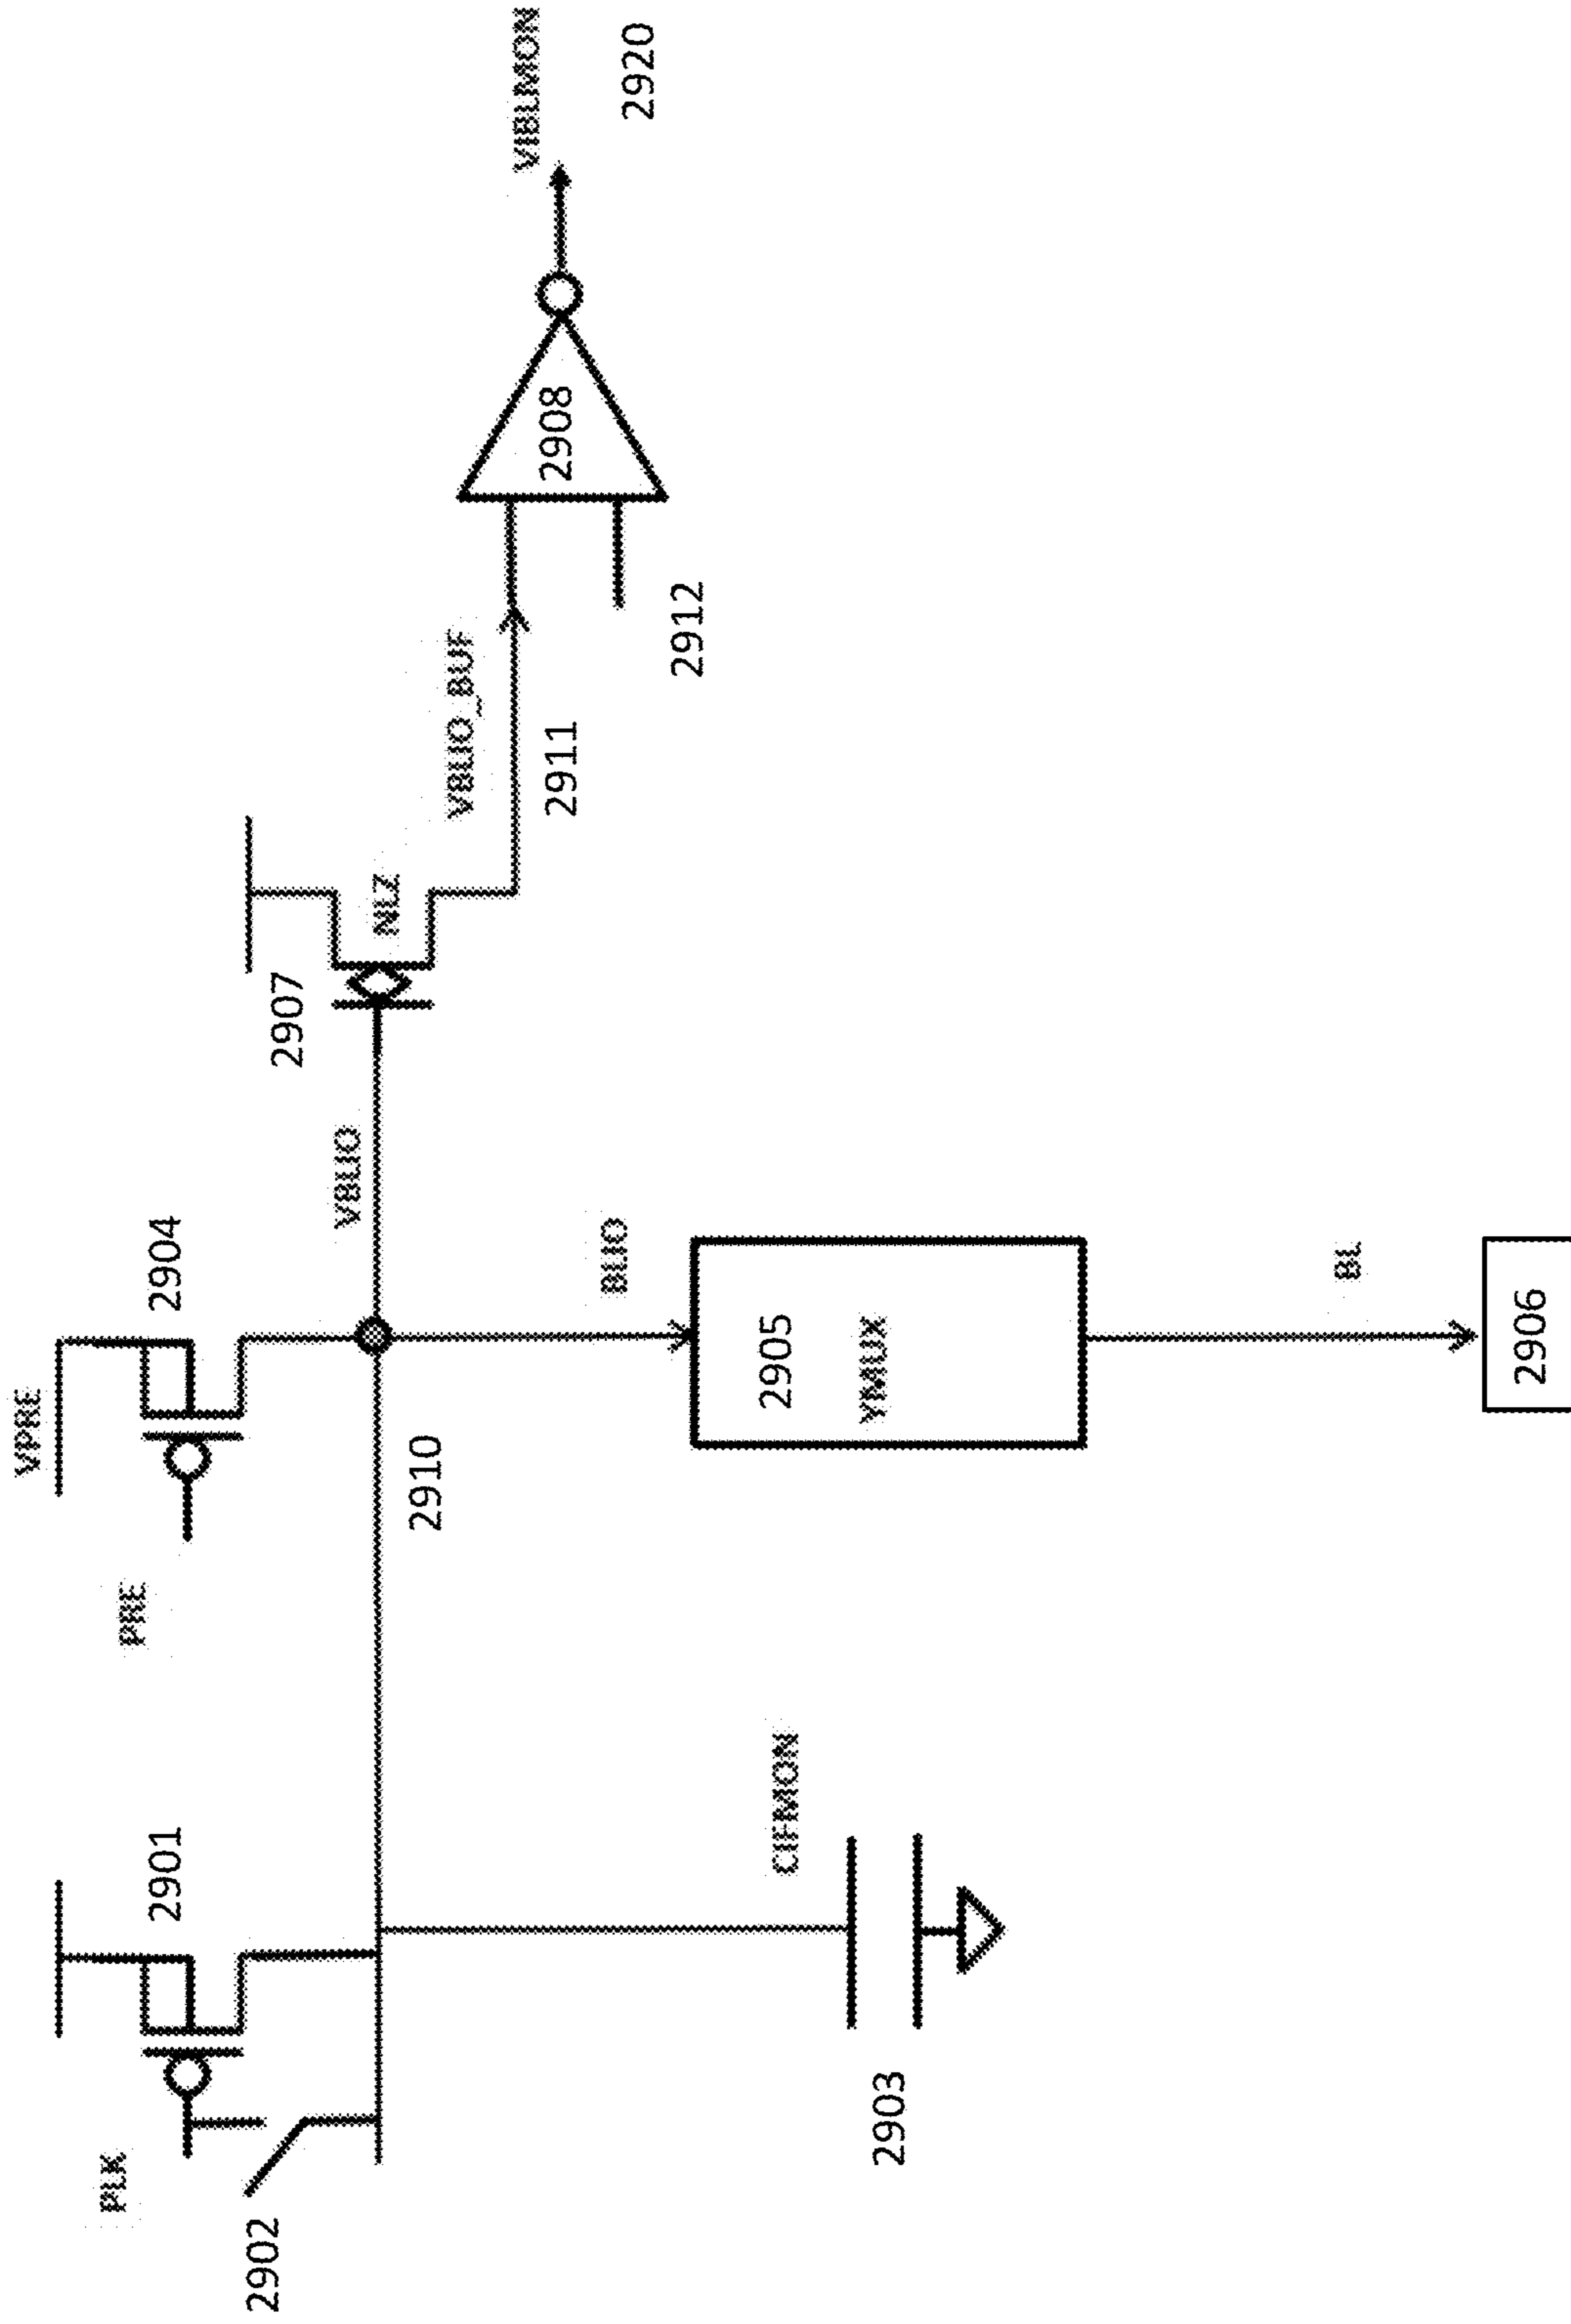 VPRE
PLK
2901
PRE
2904
2902
2907
VBLIO
NLZ
2910
VBLIO_BUF
VIBLMON
2911
2908
2920
BLIO
2912
CIFMON
2903
2905
YMUX
BL
2906